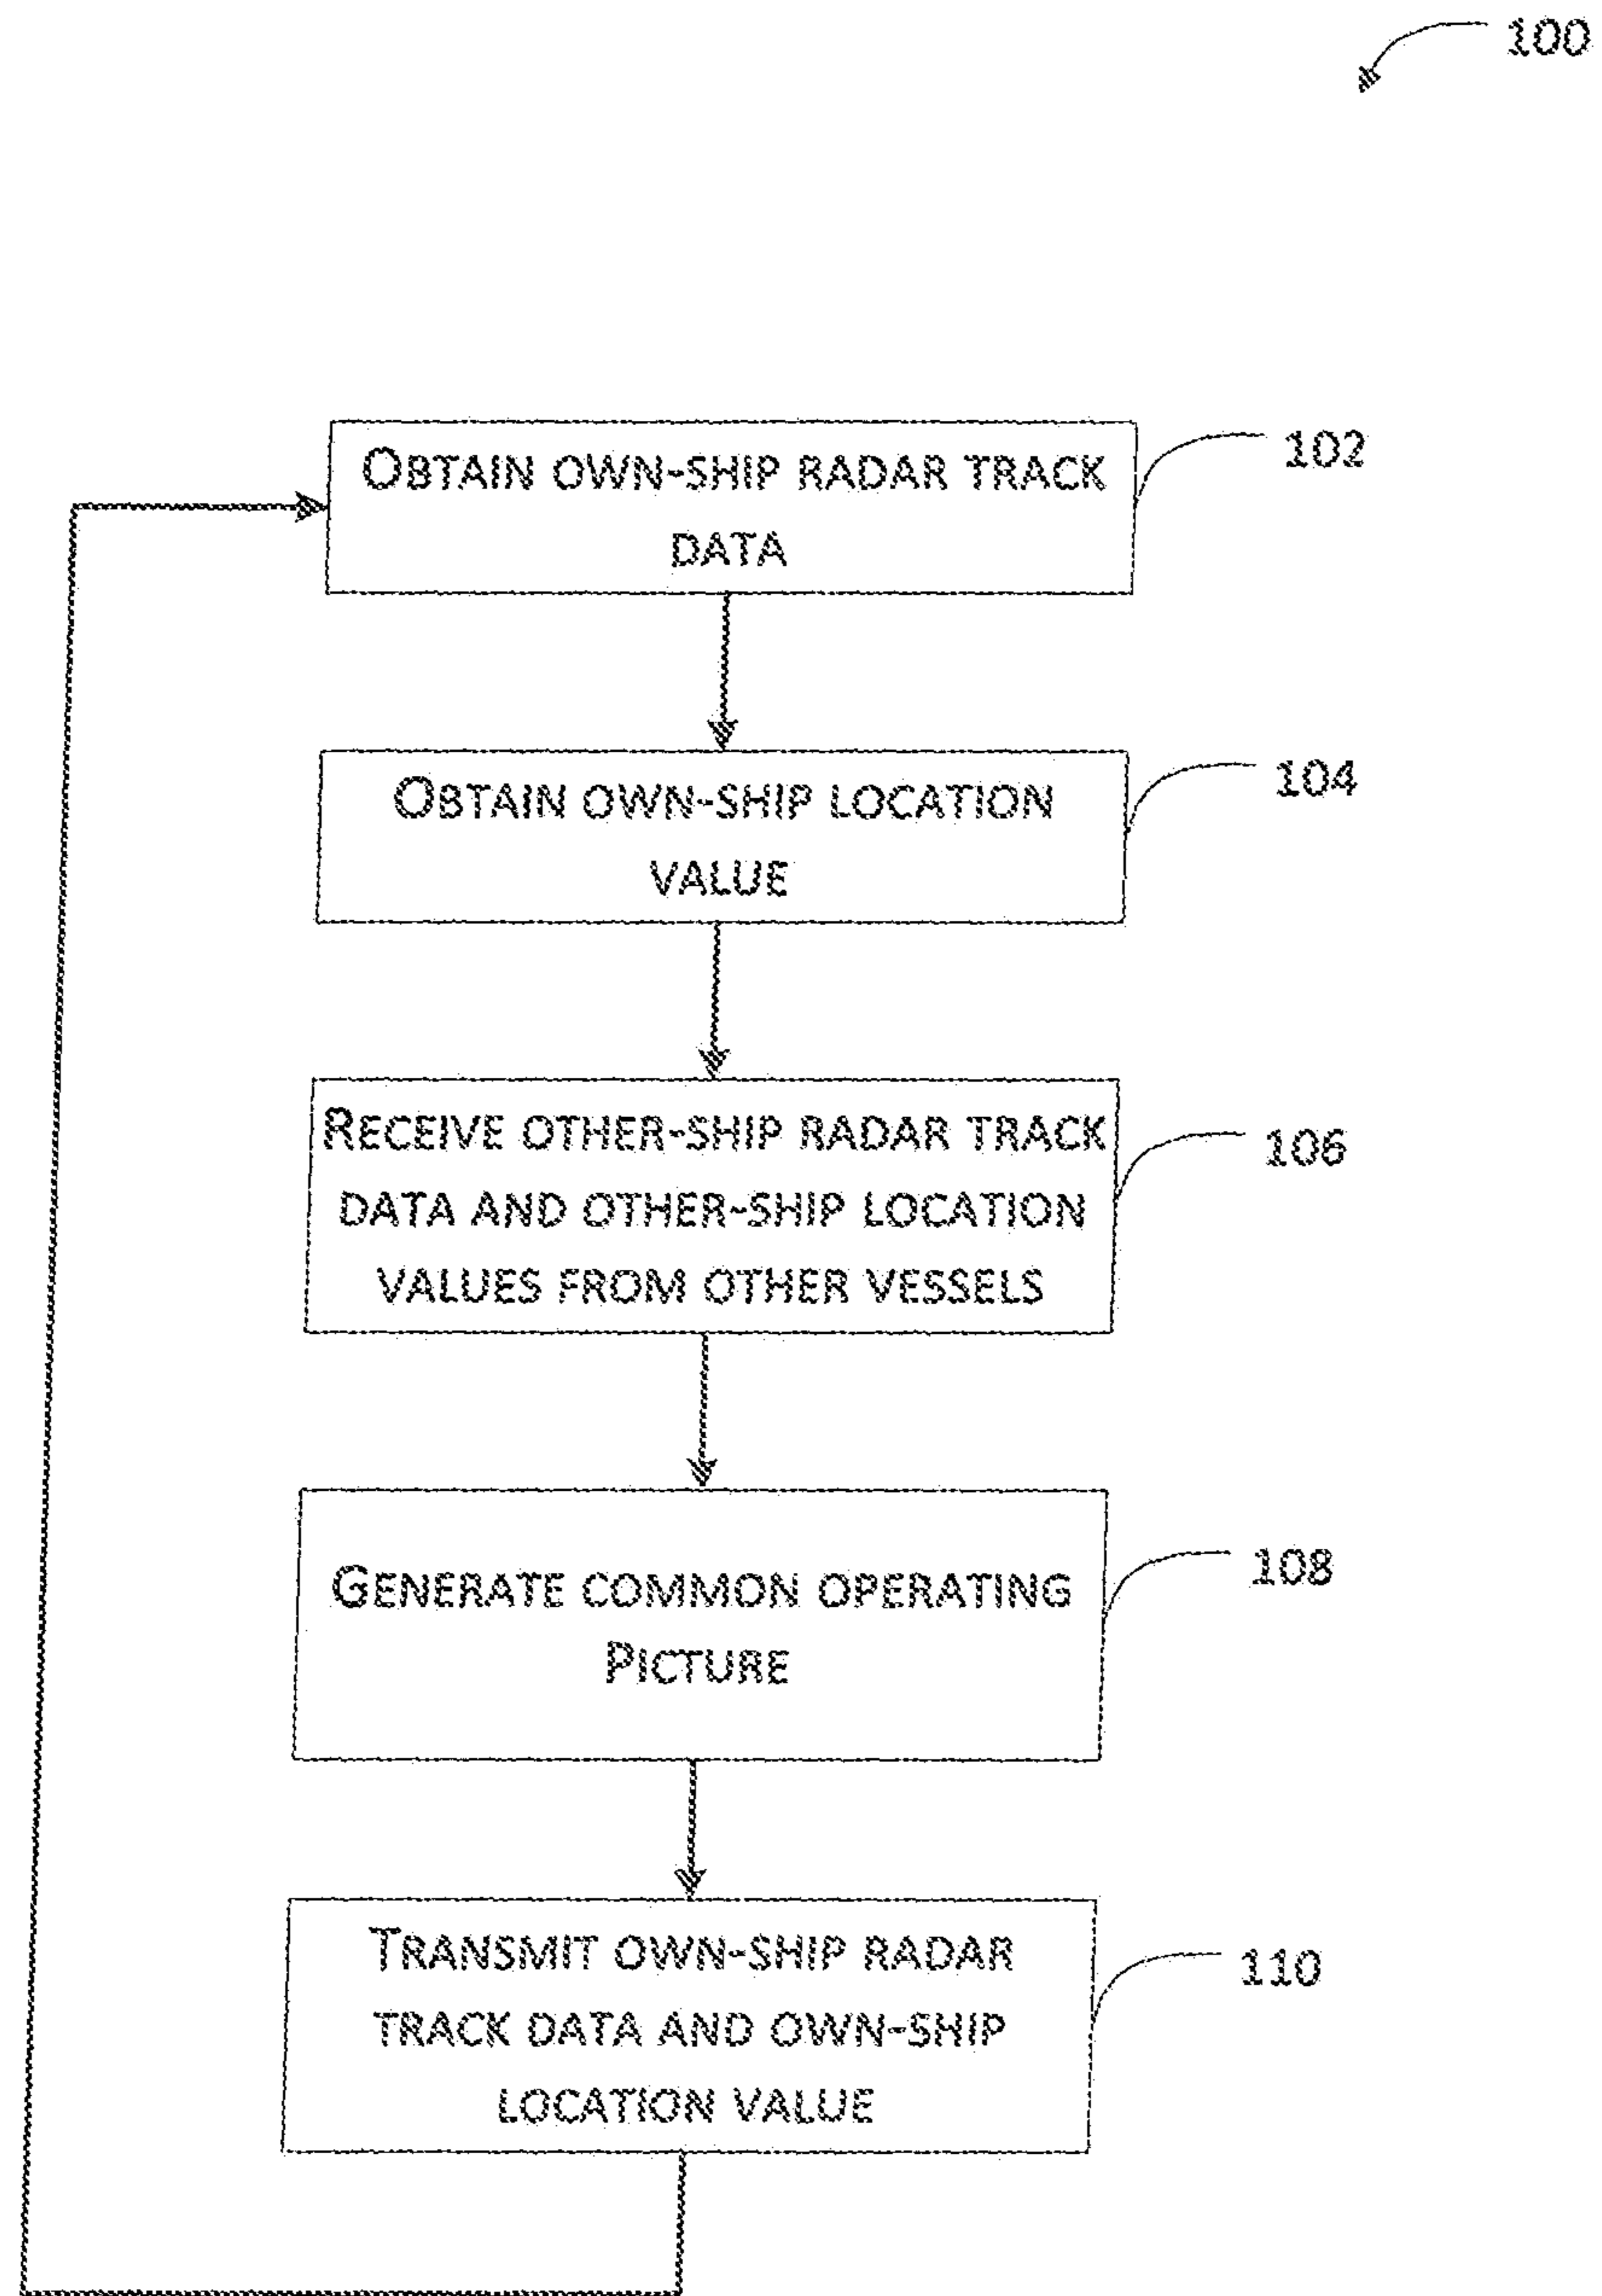 100
OBTAIN OWN-SHIP RADAR TRACK
DATA
102
OBTAIN OWN-SHIP LOCATION
VALUE
104
RECEIVE OTHER-SHIP RADAR TRACK
DATA AND OTHER-SHIP LOCATION
VALUES FROM OTHER VESSELS
106
GENERATE COMMON OPERATING
PICTURE
108
TRANSMIT OWN-SHIP RADAR
TRACK DATA AND OWN-SHIP
LOCATION VALUE
110